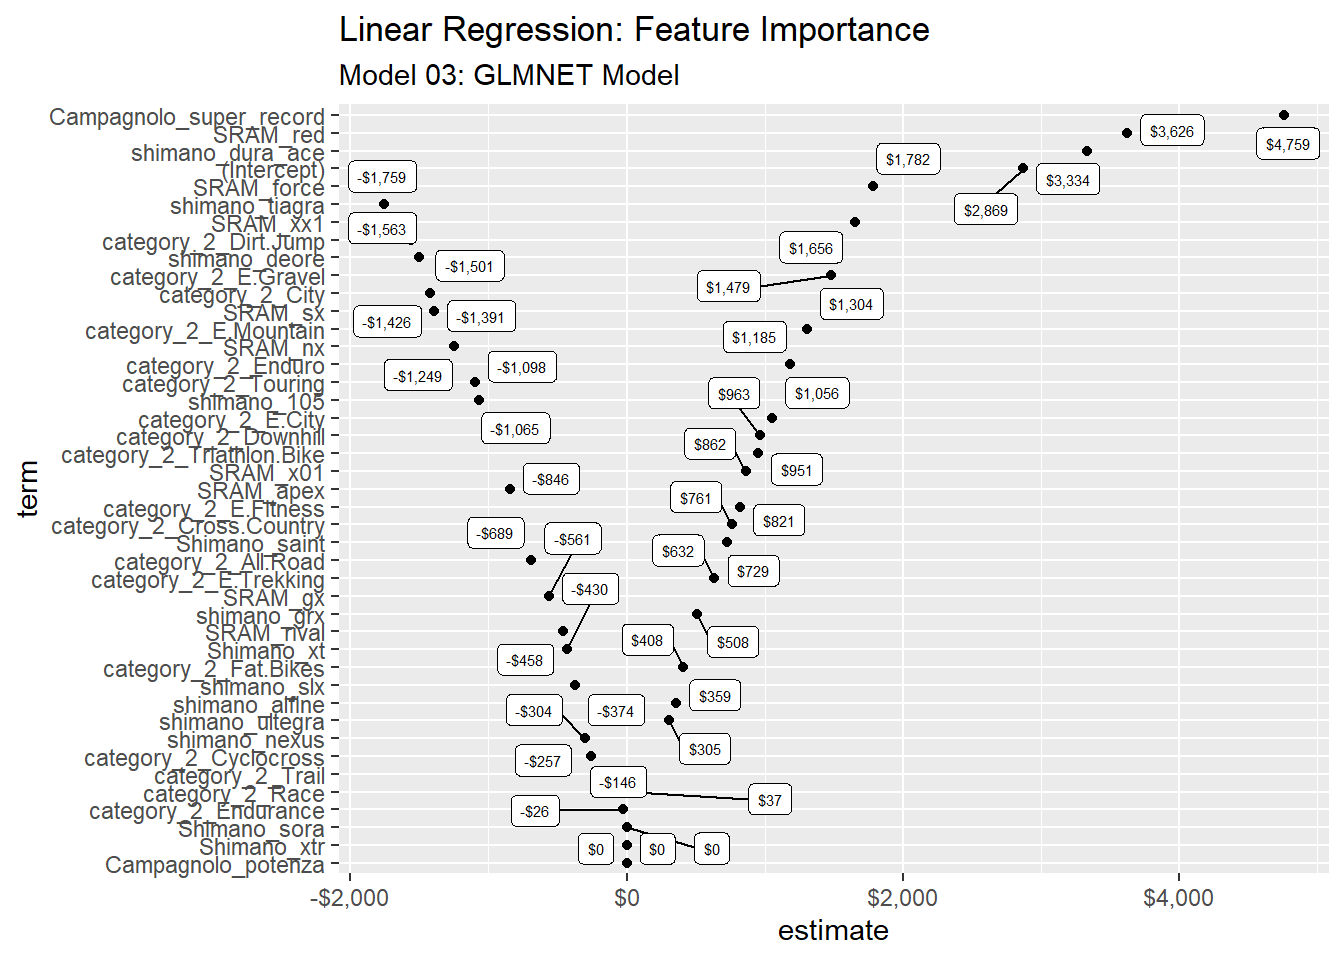 Linear Regression: Feature Importance
Model 03: GLMNET Model
term
Campagnolo_super_record
SRAM_red
shimano_dura_ace
(Intercept)
SRAM_force
shimano_tiagra
SRAM_xx1
category_2_Dirt.Jump
shimano_deore
category_2_E.Gravel
category_2_City
SRAM_sx
category_2_E.Mountain
SRAM_nx
category_2_Enduro
category_2_Touring
shimano_105
category_2_E.City
category_2_Downhill
category_2_Triathlon.Bike
SRAM_x01
SRAM_apex
category_2_E.Fitness
category_2_Cross.Country
Shimano_saint
category_2_All.Road
category_2_E.Trekking
SRAM_gx
shimano_grx
SRAM_rival
Shimano_xt
category_2_Fat.Bikes
shimano_slx
shimano_alfine
shimano_ultegra
shimano_nexus
category_2_Cyclocross
category_2_Trail
category_2_Race
category_2_Endurance
Shimano_sora
Shimano_xtr
Campagnolo_potenza
$3,626
$4,759
$1,782
-$1,759
$3,334
$2,869
-$1,563
$1,656
-$1,501
$1,479
$1,304
-$1,391
-$1,426
$1,185
-$1,098
-$1,249
$963
$1,056
-$1,065
$862
$951
-$846
$761
$821
-$689
-$561
$632
$729
-$430
$408
$508
-$458
$359
-$304
-$374
$305
-$257
-$146
$37
-$26
$0
$0
$0
-$2,000
$0
$2,000
$4,000
estimate